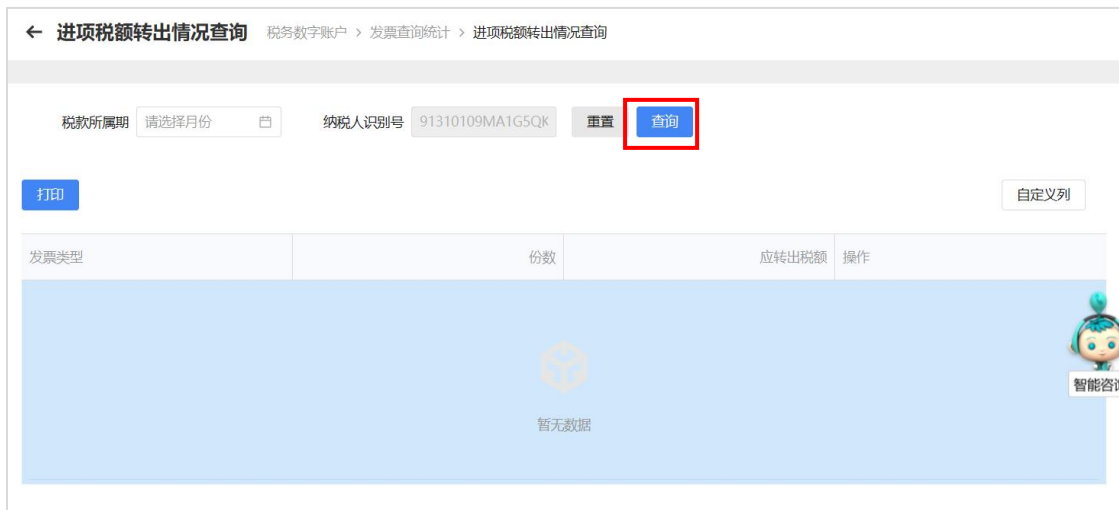 ← 进项税额转出情况查询 税务数字账户 > 发票查询统计 > 进项税额转出情况查询
税款所属期 请选择月份 纳税人识别号 91310109MA1G5QK 重置 查询
打印 自定义列
发票类型 份数 应转出税额 操作
智能咨询
暂无数据